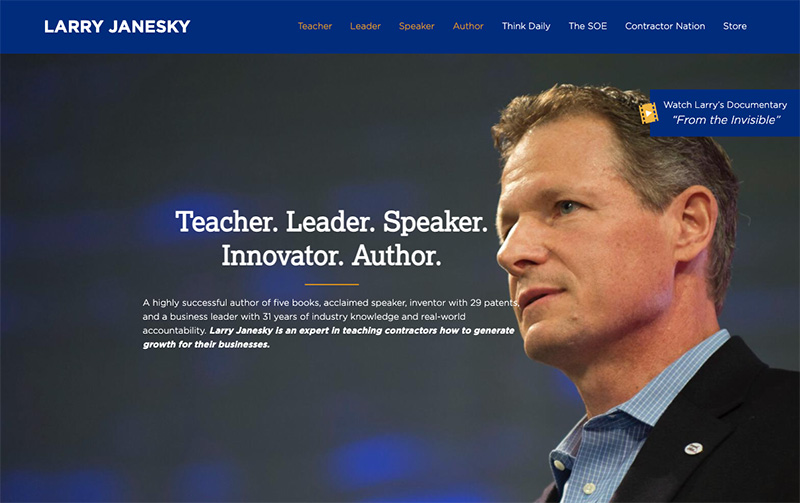 LARRY JANESKY
Teacher Leader Speaker Author Think Daily The SOE Contractor Nation Store
Watch Larry's Documentary
"From the Invisible"
Teacher. Leader. Speaker.
Innovator. Author.
A highly successful author of five books, acclaimed speaker, inventor with 29 patents,
and a business leader with 31 years of industry knowledge and real-world
accountability. Larry Janesky is an expert in teaching contractors how to generate
growth for their businesses.